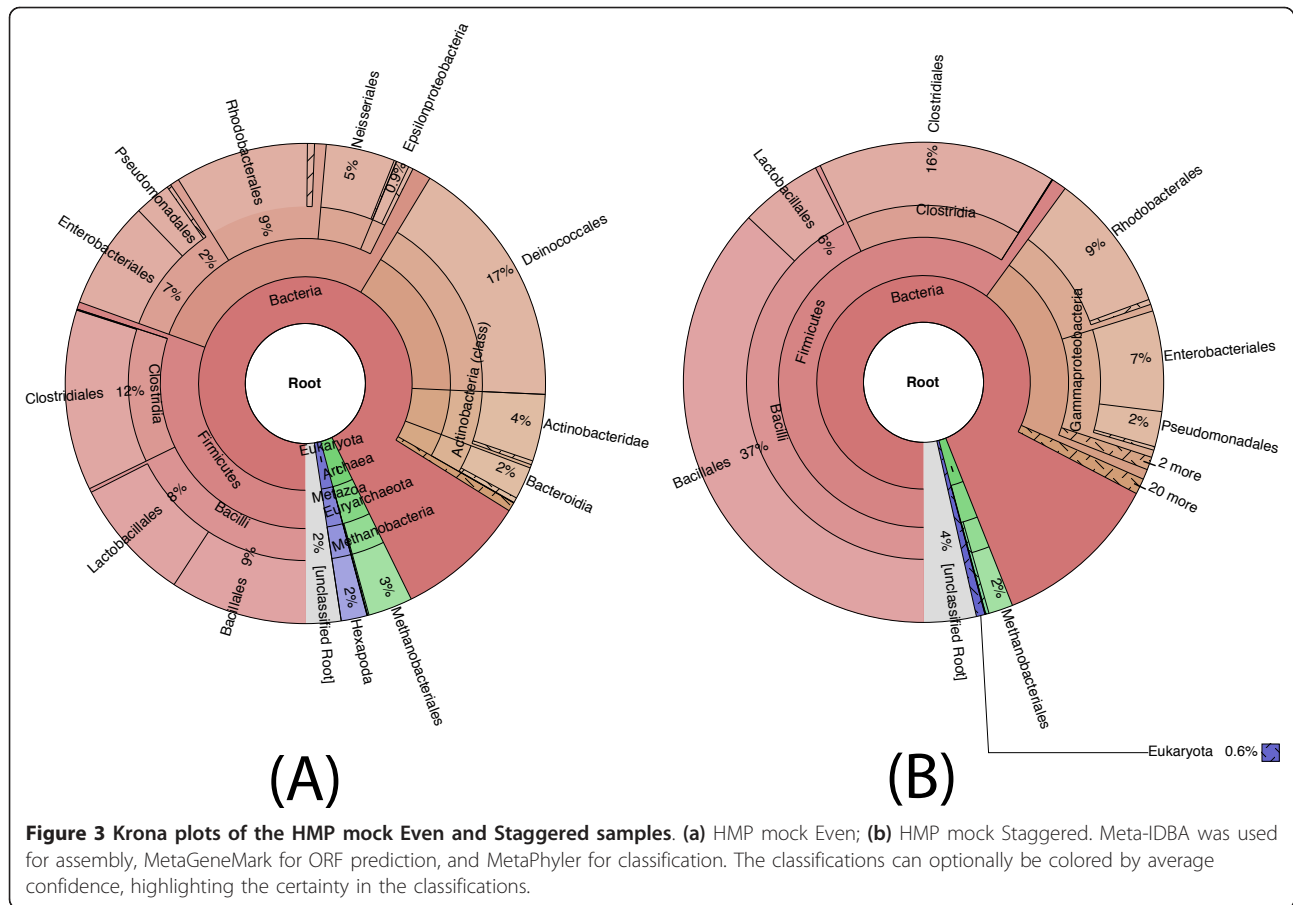 Rhodobacterales
9%
Neisseriales
5%
Epsilonproteobacteria
0.9%
Pseudomonadales
2%
Enterobacteriales
7%
Deinococcales
17%
Bacteria
Root
Actinobacteria (class)
4%
Actinobacteridae
2%
Bacteroidia
Clostridiales
12%
Clostridia
Firmicutes
Lactobacillales
8%
Bacilli
Bacillales
9%
Eukaryota
Archaea
Metazoa
Euryarchaeota
Methanobacteria
2%
[unclassified Root]
2%
Hexapoda
3%
Methanobacteriales
(A)
Clostridiales
16%
Clostridia
Lactobacillales
6%
Rhodobacterales
9%
Firmicutes
Bacteria
Root
Gammaproteobacteria
7%
Enterobacteriales
2%
Pseudomonadales
2 more
20 more
Bacillales
37%
Bacilli
4%
[unclassified Root]
2%
Methanobacteriales
Eukaryota 0.6%
(B)
Figure 3 Krona plots of the HMP mock Even and Staggered samples. (a) HMP mock Even; (b) HMP mock Staggered. Meta-IDBA was used
for assembly, MetaGeneMark for ORF prediction, and MetaPhyler for classification. The classifications can optionally be colored by average
confidence, highlighting the certainty in the classifications.